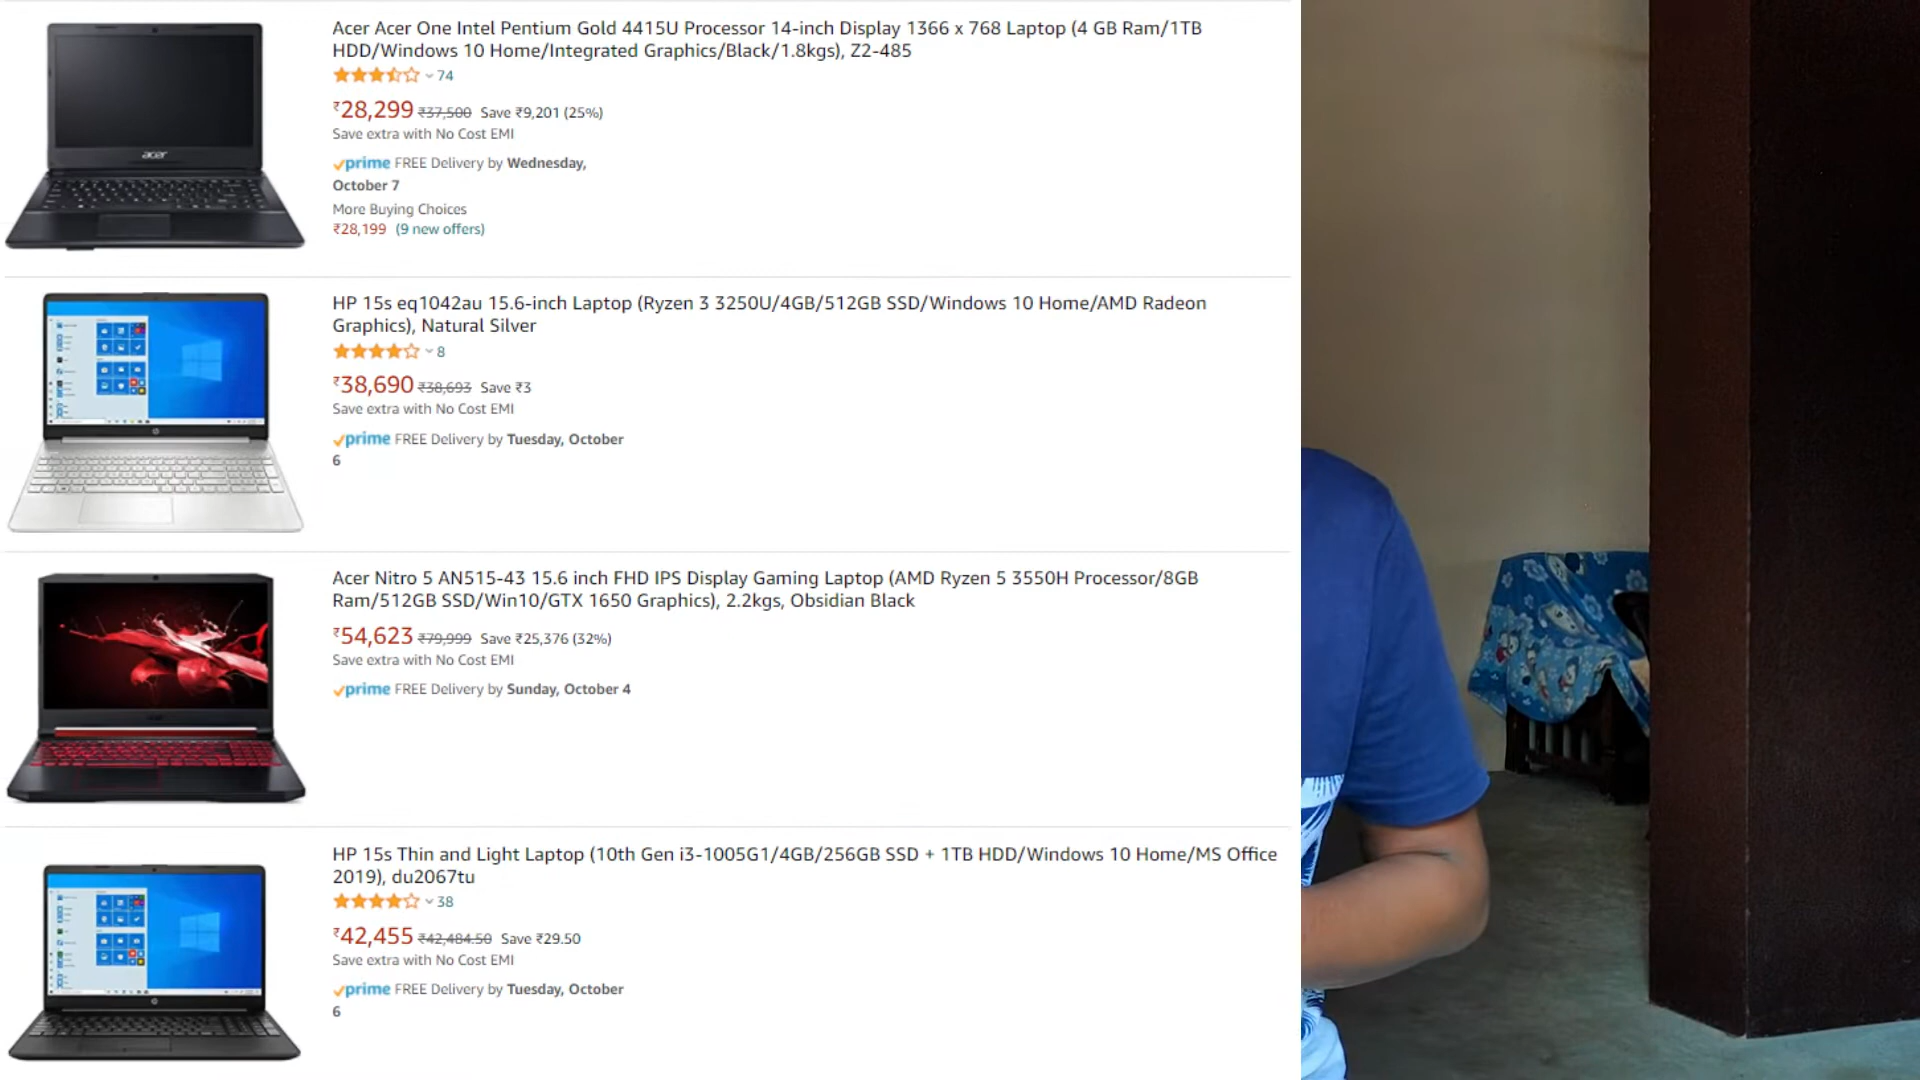 Acer Acer One Intel Pentium Gold 4415U Processor 14-inch Display 1366 x 768 Laptop (4 GB Ram/1TB
HDD/Windows 10 Home/Integrated Graphics/Black/1.8kgs), Z2-485
74
₹28,299 ₹37,500 Save ₹9,201 (25%)
Save extra with No Cost EMI
prime FREE Delivery by Wednesday,
October 7
More Buying Choices
₹28,199 (9 new offers)
acer
HP 15s eq1042au 15.6-inch Laptop (Ryzen 3 3250U/4GB/512GB SSD/Windows 10 Home/AMD Radeon
Graphics), Natural Silver
8
₹38,690 ₹38,693 Save ₹3
Save extra with No Cost EMI
prime FREE Delivery by Tuesday, October
6
Acer Nitro 5 AN515-43 15.6 inch FHD IPS Display Gaming Laptop (AMD Ryzen 5 3550H Processor/8GB
Ram/512GB SSD/Win10/GTX 1650 Graphics), 2.2kgs, Obsidian Black
₹54,623 ₹79,999 Save ₹25,376 (32%)
Save extra with No Cost EMI
prime FREE Delivery by Sunday, October 4
HP 15s Thin and Light Laptop (10th Gen i3-1005G1/4GB/256GB SSD + 1TB HDD/Windows 10 Home/MS Office
2019), du2067tu
38
₹42,455 ₹42,484.50 Save ₹29.50
Save extra with No Cost EMI
prime FREE Delivery by Tuesday, October
6